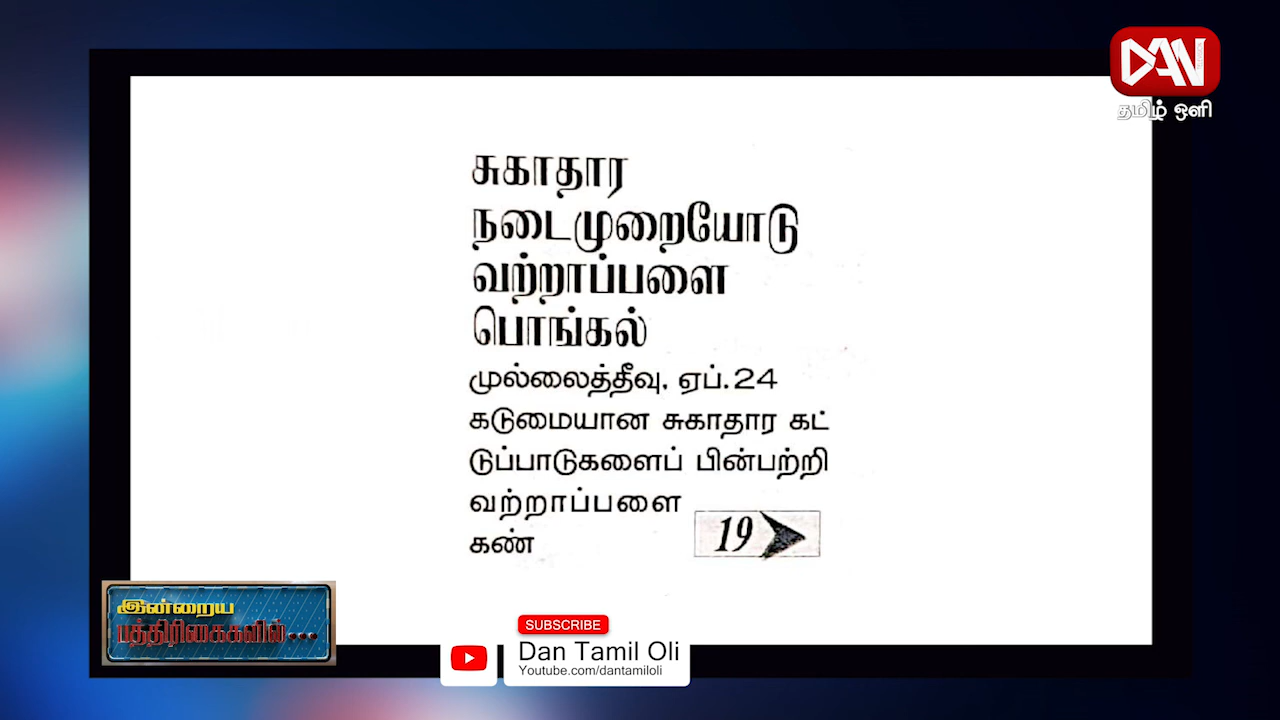 DAN
தமிழ் ஒளி
சுகாதார
நடைமுறையோடு
வற்றாப்பளை
பொங்கல்
முல்லைத்தீவு, ஏப்.24
கடுமையான சுகாதார கட்
டுப்பாடுகளைப் பின்பற்றி
வற்றாப்பளை
கண்
19
இன்றைய
பத்திரிகைகளில்...
SUBSCRIBE
Dan Tamil Oli
Youtube.com/dantamiloli